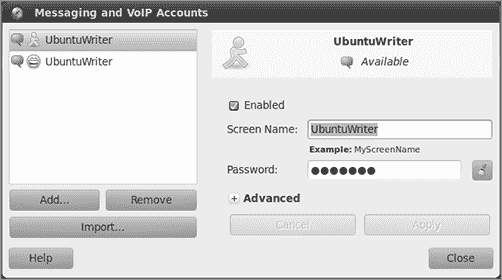 Messaging and VoIP Accounts
UbuntuWriter
UbuntuWriter
Add...
Remove
Import...
Help
UbuntuWriter
Available
Enabled
Screen Name: UbuntuWriter
Example: MyScreenName
Password: ●●●●●●●
Advanced
Cancel
Apply
Close